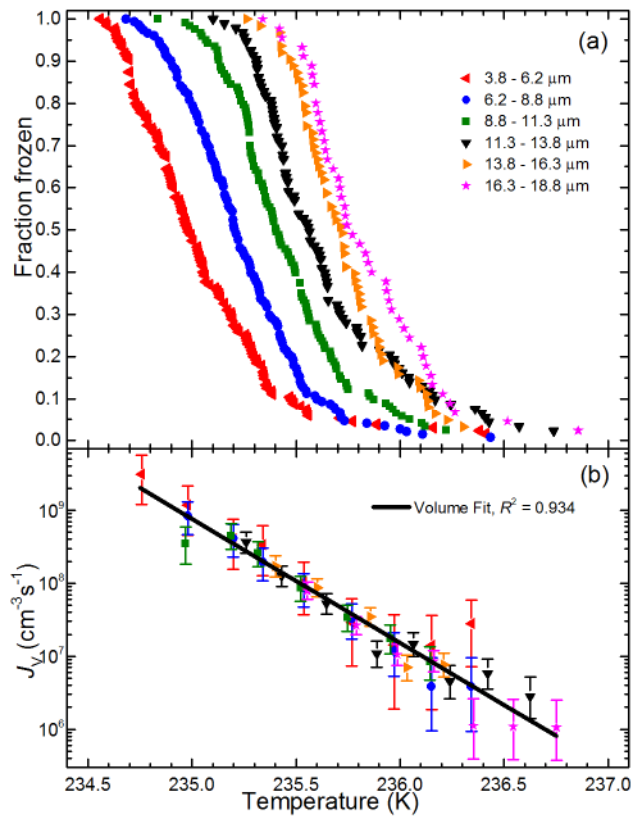 (a)
3.8 - 6.2 μm
6.2 - 8.8 μm
8.8 - 11.3 μm
11.3 - 13.8 μm
13.8 - 16.3 μm
16.3 - 18.8 μm
Fraction frozen
1.0
0.9
0.8
0.7
0.6
0.5
0.4
0.3
0.2
0.1
0.0
(b)
Volume Fit, R² = 0.934
J_V (cm⁻³s⁻¹)
10⁹
10⁸
10⁷
10⁶
234.5 235.0 235.5 236.0 236.5 237.0
Temperature (K)